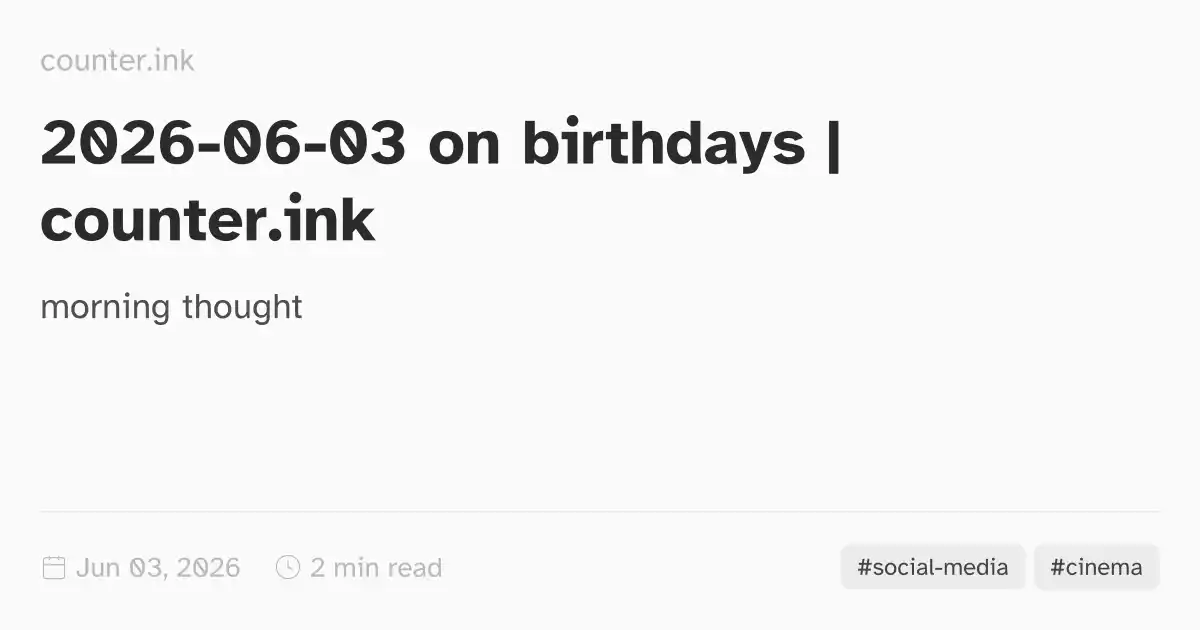 counter.ink
2026-06-03 on birthdays |
counter.ink
morning thought
Jun 03, 2026 2 min read #social-media #cinema